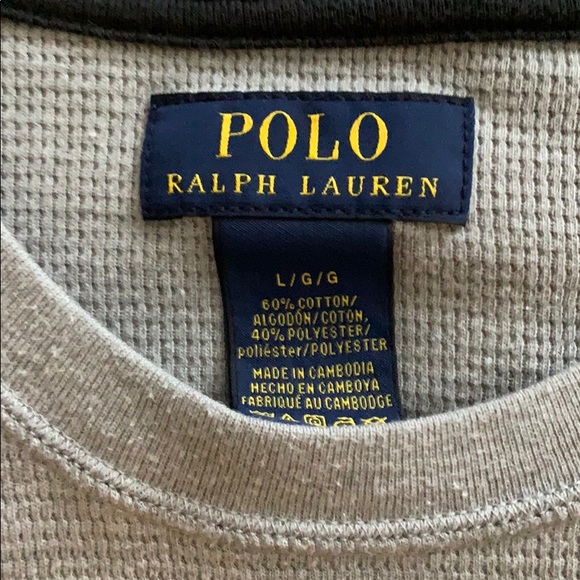 POLO
RALPH LAUREN
L/G/G
60% COTTON/
ALGODÓN/COTON,
40% POLYESTER/
poliéster/POLYESTER
MADE IN CAMBODIA
HECHO EN CAMBOYA
FABRIQUÉ AU CAMBODGE